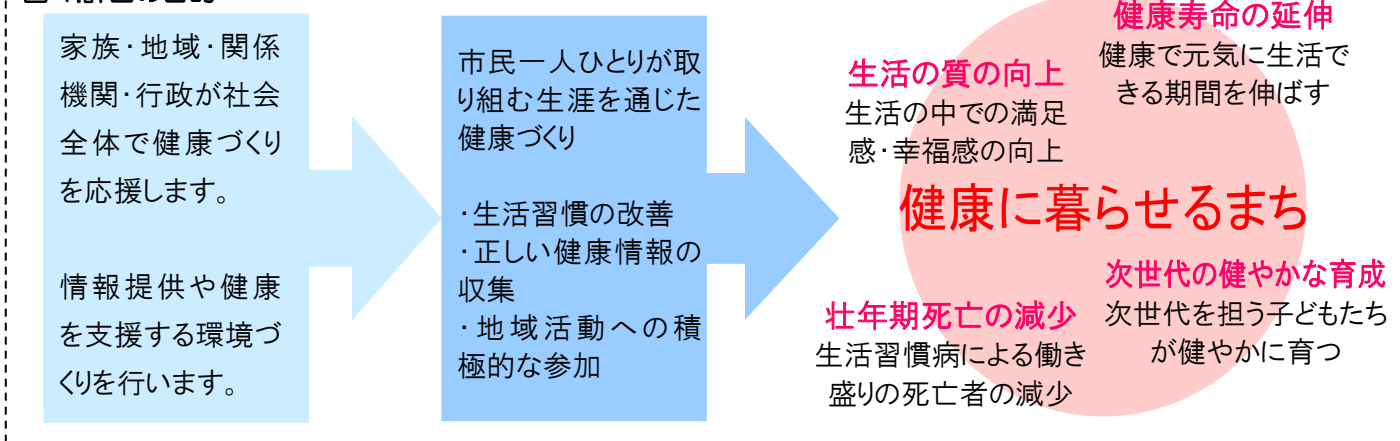 家族・地域・関係
機関・行政が社会
全体で健康づくり
を応援します。
情報提供や健康
を支援する環境づ
くりを行います。
市民一人ひとりが取
り組む生涯を通じた
健康づくり
・生活習慣の改善
・正しい健康情報の
収集
・地域活動への積
極的な参加
健康寿命の延伸
健康で元気に生活で
きる期間を伸ばす
生活の質の向上
生活の中での満足
感・幸福感の向上
健康に暮らせるまち
次世代の健やかな育成
次世代を担う子どもたち
が健やかに育つ
壮年期死亡の減少
生活習慣病による働き
盛りの死亡者の減少